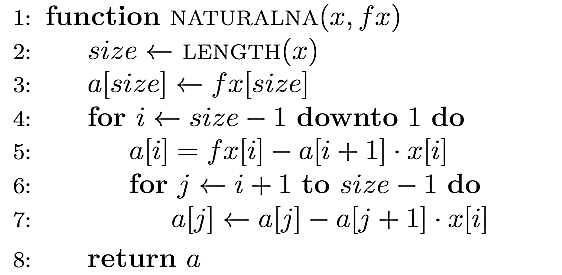 1: function NATURALNA(x, fx)
2: size ← LENGTH(x)
3: a[size] ← fx[size]
4: for i ← size − 1 downto 1 do
5: a[i] = fx[i] − a[i + 1] · x[i]
6: for j ← i + 1 to size − 1 do
7: a[j] ← a[j] − a[j + 1] · x[i]
8: return a